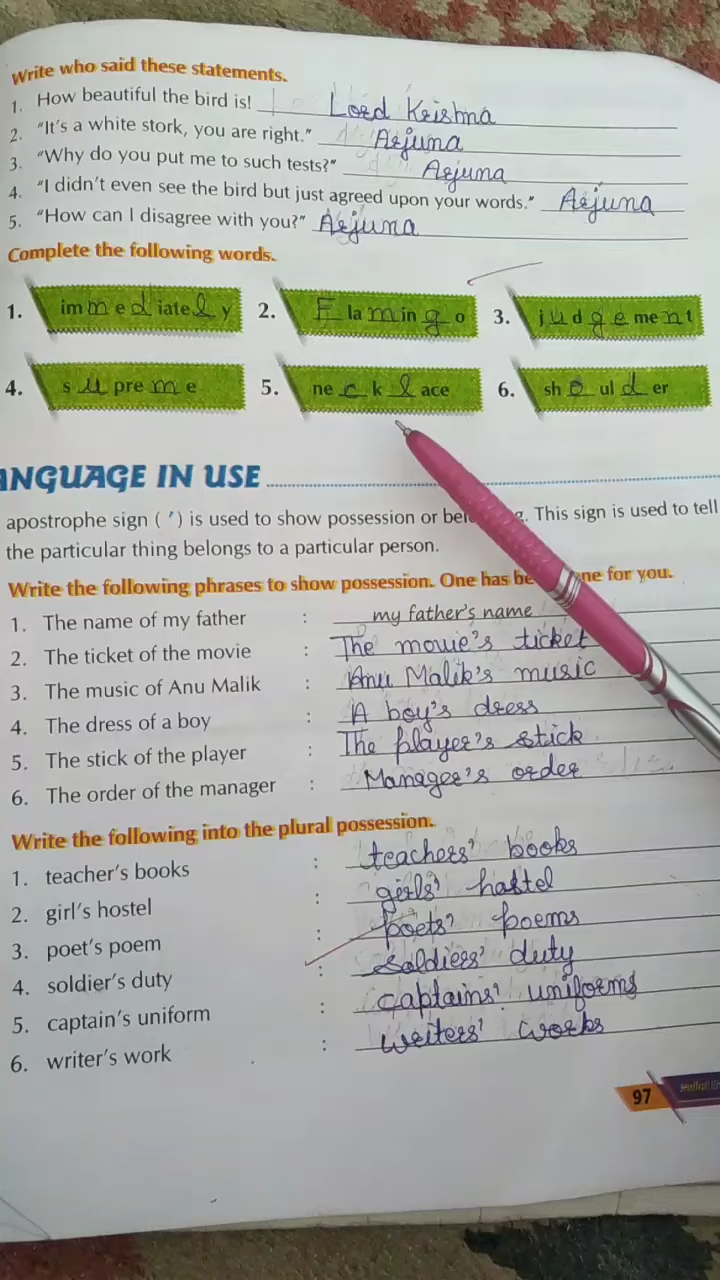 Write who said these statements.
1. How beautiful the bird is! Lord Krishna
2. "It's a white stork, you are right." Arjuna
3. "Why do you put me to such tests?" Arjuna
4. "I didn't even see the bird but just agreed upon your words." Arjuna
5. "How can I disagree with you?" Arjuna
Complete the following words.
1. immediately 2. Flamingo 3. judgement
4. supreme 5. neck lace 6. shoulder
ANGUAGE IN USE
apostrophe sign ( ' ) is used to show possession or . This sign is used to tell
the particular thing belongs to a particular person.
Write the following phrases to show possession. One has for you.
1. The name of my father : my father's name
2. The ticket of the movie : The movie's ticket
3. The music of Anu Malik : Anu Malik's music
4. The dress of a boy : A boy's dress
5. The stick of the player : The player's stick
6. The order of the manager : Manager's order
Write the following into the plural possession.
1. teacher's books : teachers' books
2. girl's hostel : girls' hostel
3. poet's poem : poets' poems
4. soldier's duty : soldiers' duty
5. captain's uniform : captains' uniforms
6. writer's work : writers' works
97